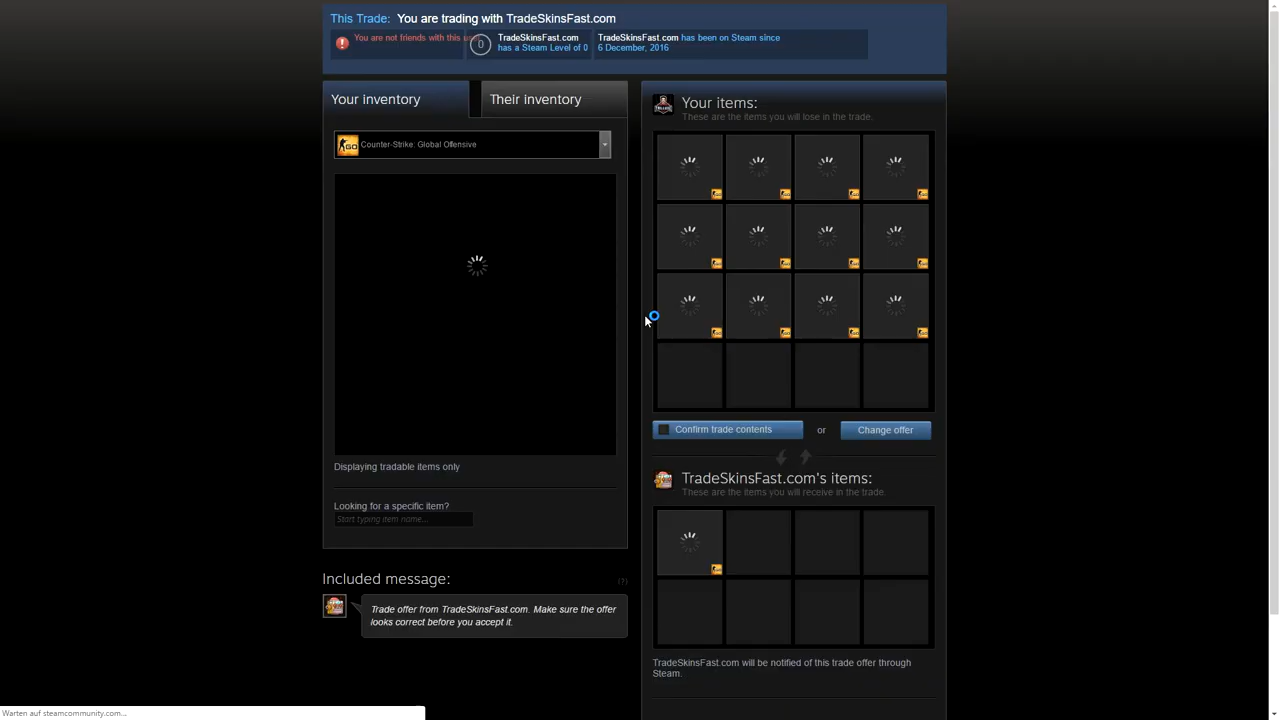 This Trade: You are trading with TradeSkinsFast.com
You are not friends with this use
D
TradeSkinsFast.com
has a Steam Level of 0
TradeSkinsFast.com has been on Steam since
6 December, 2016
Your inventory
Their inventory
Counter-Strike: Global Offensive
Displaying tradable items only
Looking for a specific item?
Start typing item name...
Included message:
(?)
Trade offer from TradeSkinsFast.com. Make sure the offer
looks correct before you accept it.
Your items:
These are the items you will lose in the trade.
Confirm trade contents
or
Change offer
TradeSkinsFast.com's items:
These are the items you will receive in the trade.
TradeSkinsFast.com will be notified of this trade offer through
Steam.
Warten auf steamcommunity.com...